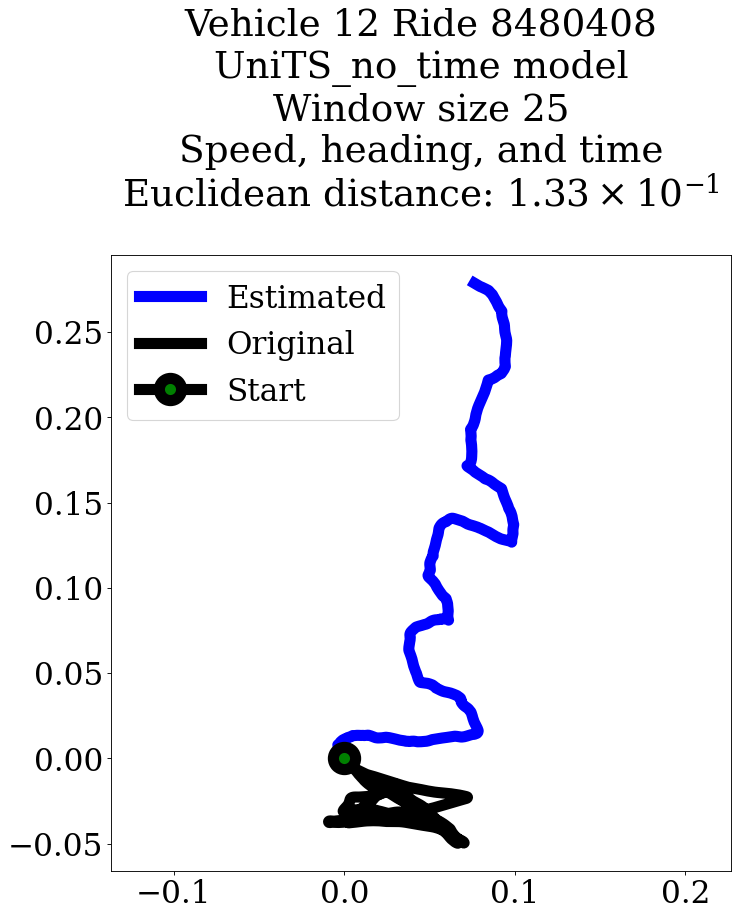 Vehicle 12 Ride 8480408
UniTS_no_time model
Window size 25
Speed, heading, and time
Euclidean distance: $1.33 \times 10^{-1}$
Estimated
Original
Start
0.25
0.20
0.15
0.10
0.05
0.00
−0.05
−0.1 0.0 0.1 0.2